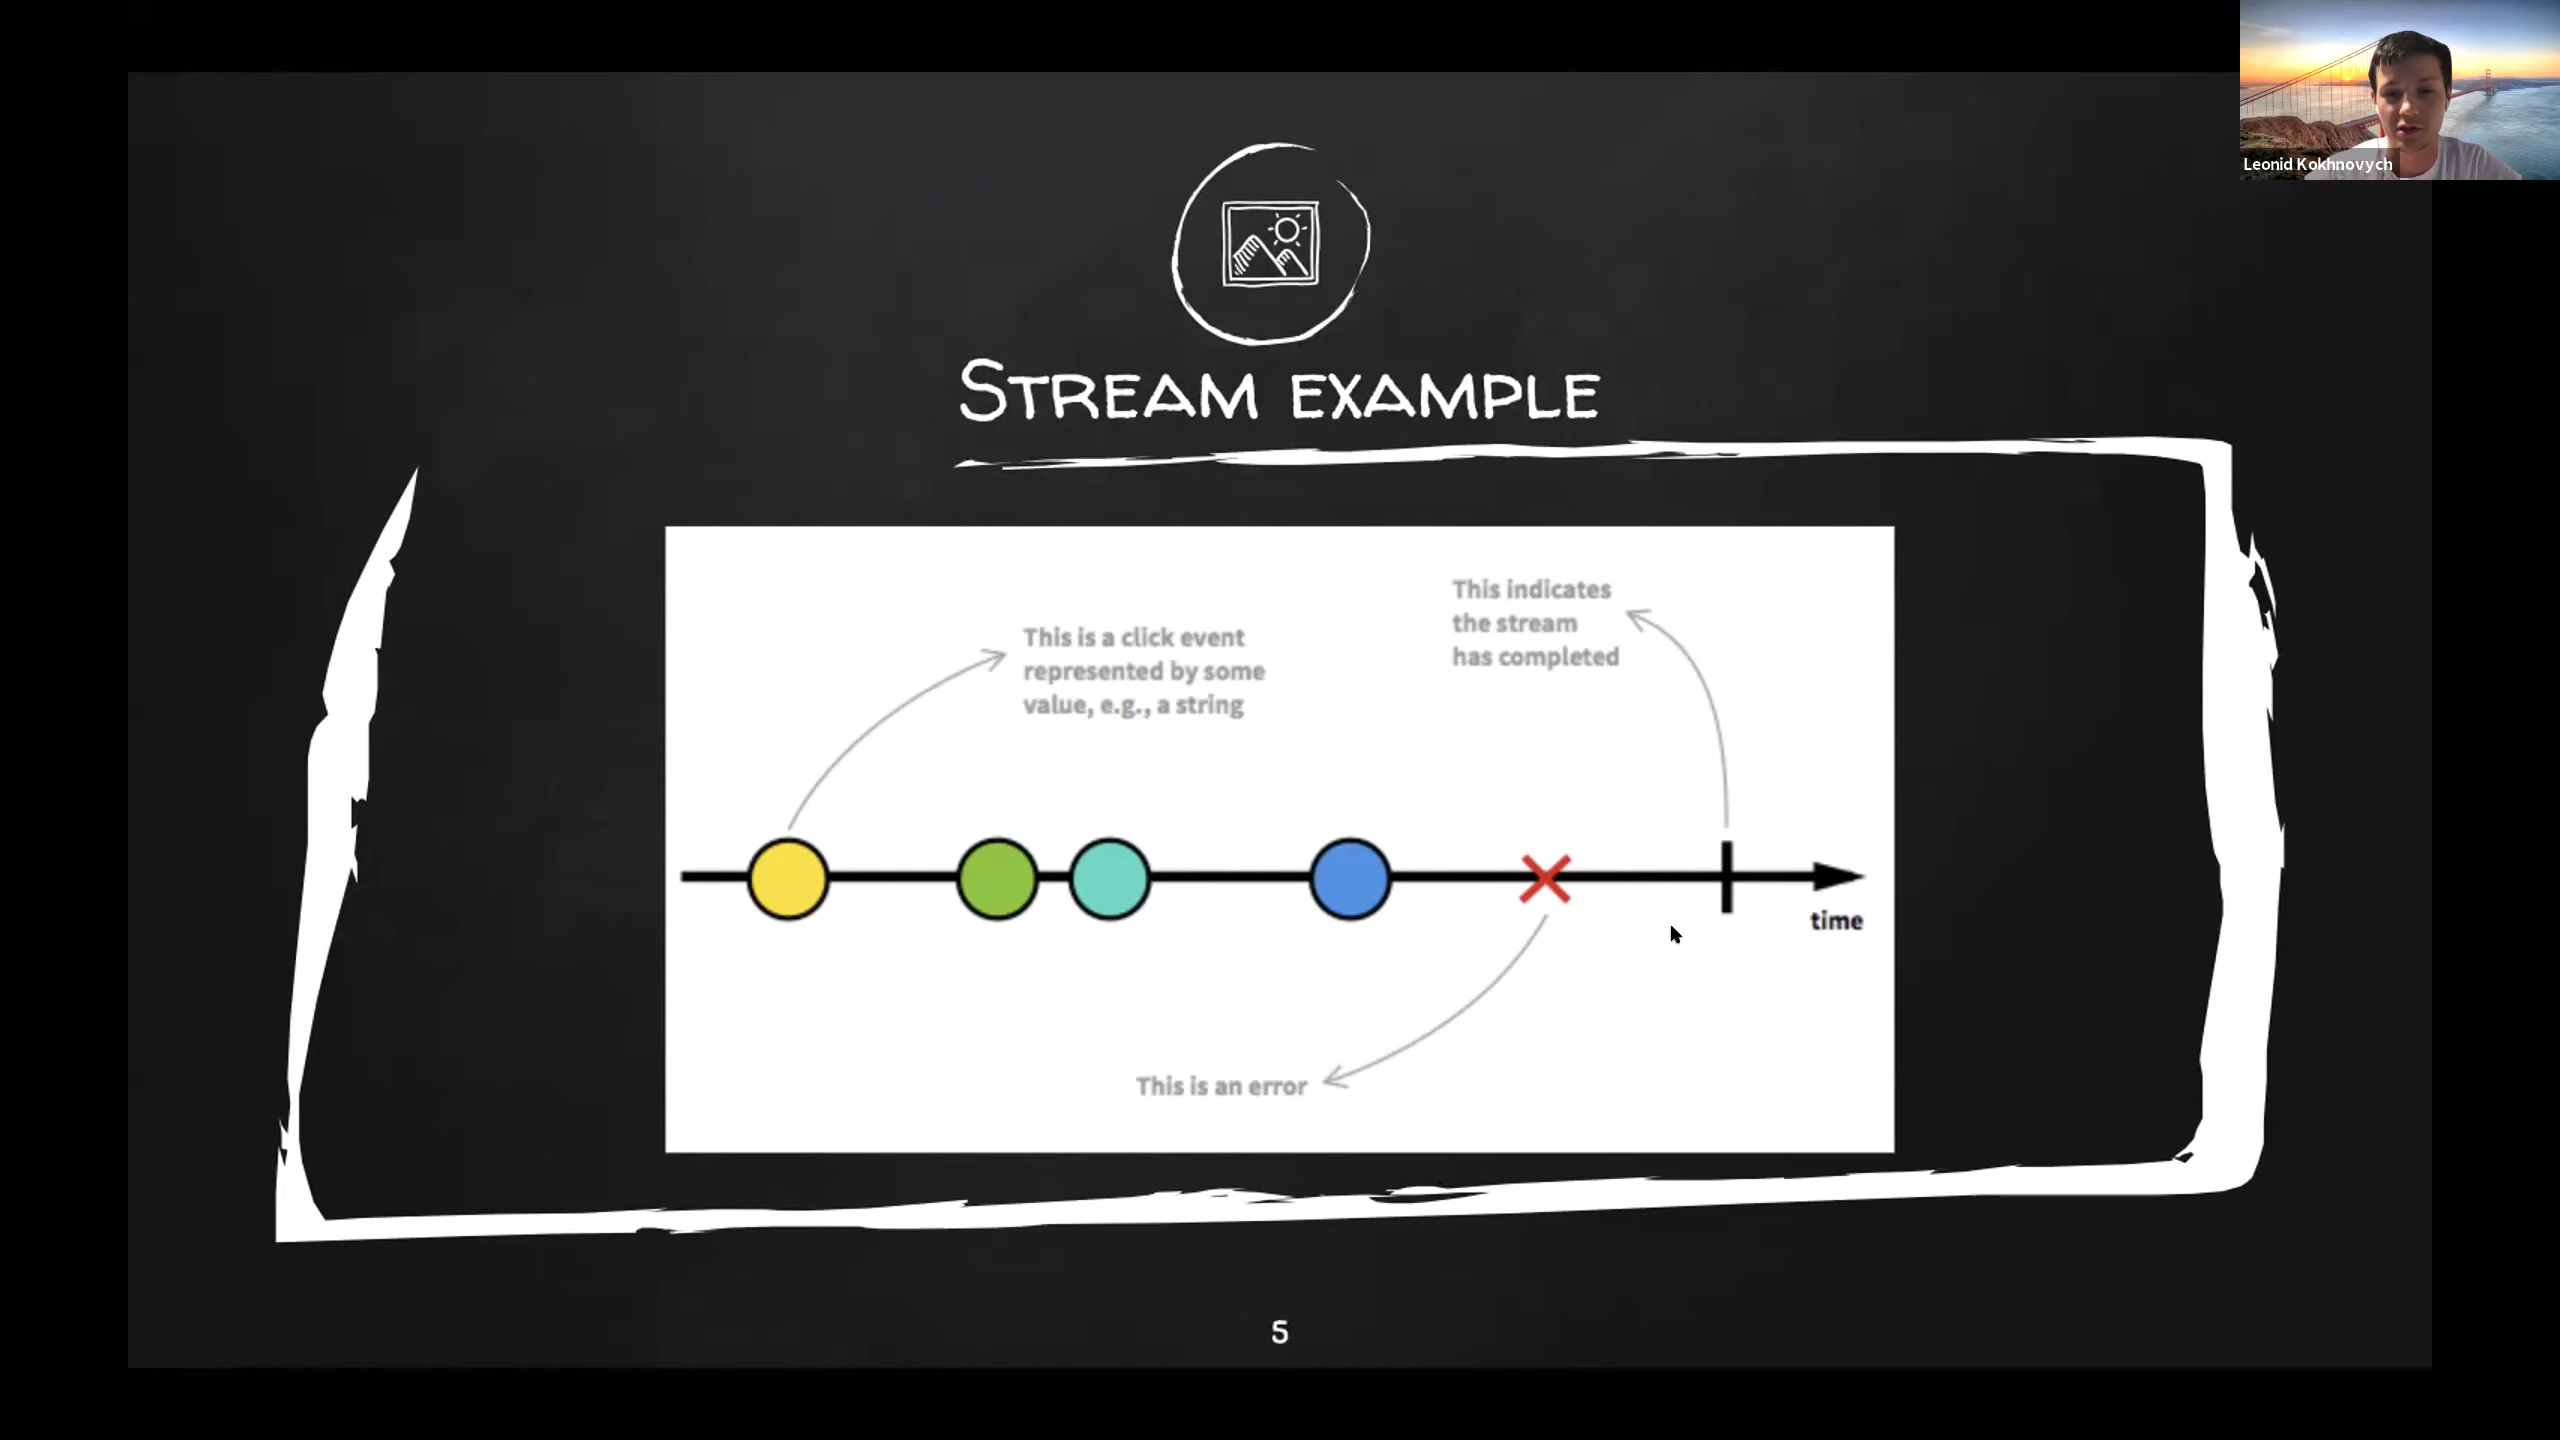 Leonid Kokhnovych
STREAM EXAMPLE
This is a click event
represented by some
value, e.g., a string
This indicates
the stream
has completed
time
This is an error
5